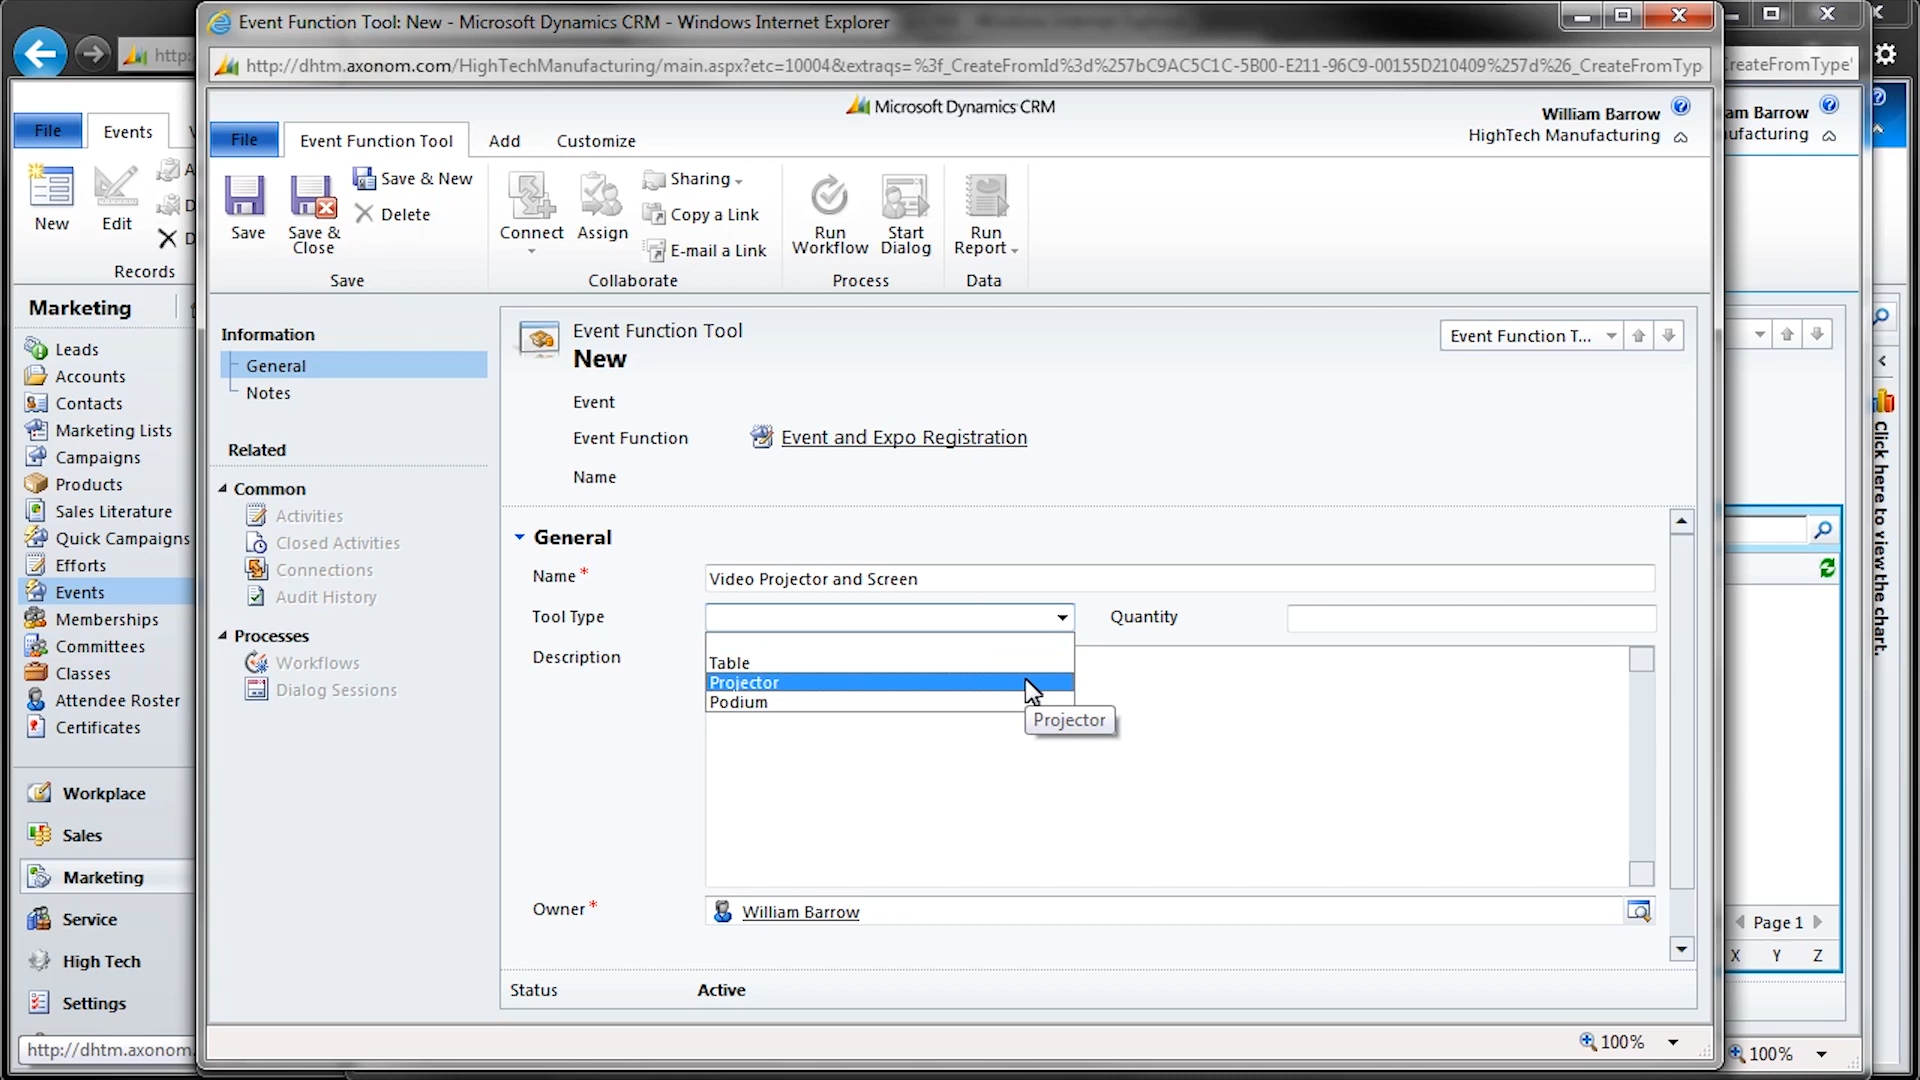 Event Function Tool: New - Microsoft Dynamics CRM - Windows Internet Explorer
http://dhtm.axonom.com/HighTechManufacturing/main.aspx?etc=10004&extraqs=%3f_CreateFromId%3d%257bC9AC5C1C-5B00-E211-96C9-00155D210409%257d%26_CreateFromTyp
http:
reateFromType'
Microsoft Dynamics CRM
William Barrow
HighTech Manufacturing
am Barrow
ufacturing
File
Events
File
Event Function Tool
Add
Customize
New
Edit
Records
Save
Save & Close
Save & New
Delete
Save
Connect
Assign
Sharing
Copy a Link
E-mail a Link
Collaborate
Run Workflow
Start Dialog
Process
Run Report
Data
Marketing
Leads
Accounts
Contacts
Marketing Lists
Campaigns
Products
Sales Literature
Quick Campaigns
Efforts
Events
Memberships
Committees
Classes
Attendee Roster
Certificates
Workplace
Sales
Marketing
Service
High Tech
Settings
http://dhtm.axonom.
Information
General
Notes
Related
Common
Activities
Closed Activities
Connections
Audit History
Processes
Workflows
Dialog Sessions
Event Function Tool
New
Event Function T...
Event
Event Function Event and Expo Registration
Name
General
Name* Video Projector and Screen
Tool Type
Quantity
Table
Projector
Podium
Projector
Description
Owner* William Barrow
Status Active
100%
Click here to view the chart.
Page 1
X Y Z
100%